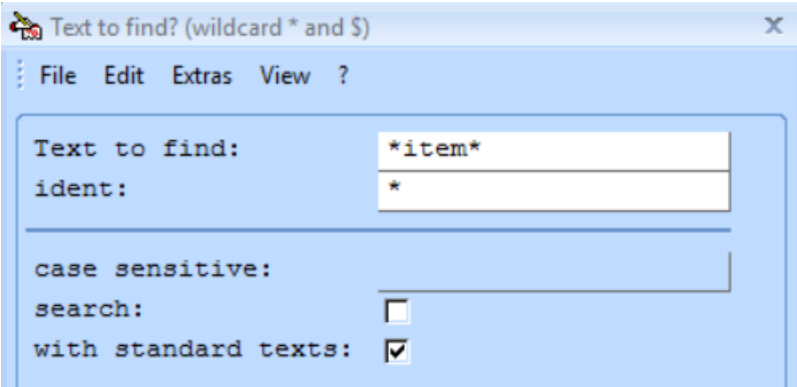 Text to find? (wildcard * and $)
File Edit Extras View ?
Text to find: *item*
ident: *
case sensitive:
search:
with standard texts: